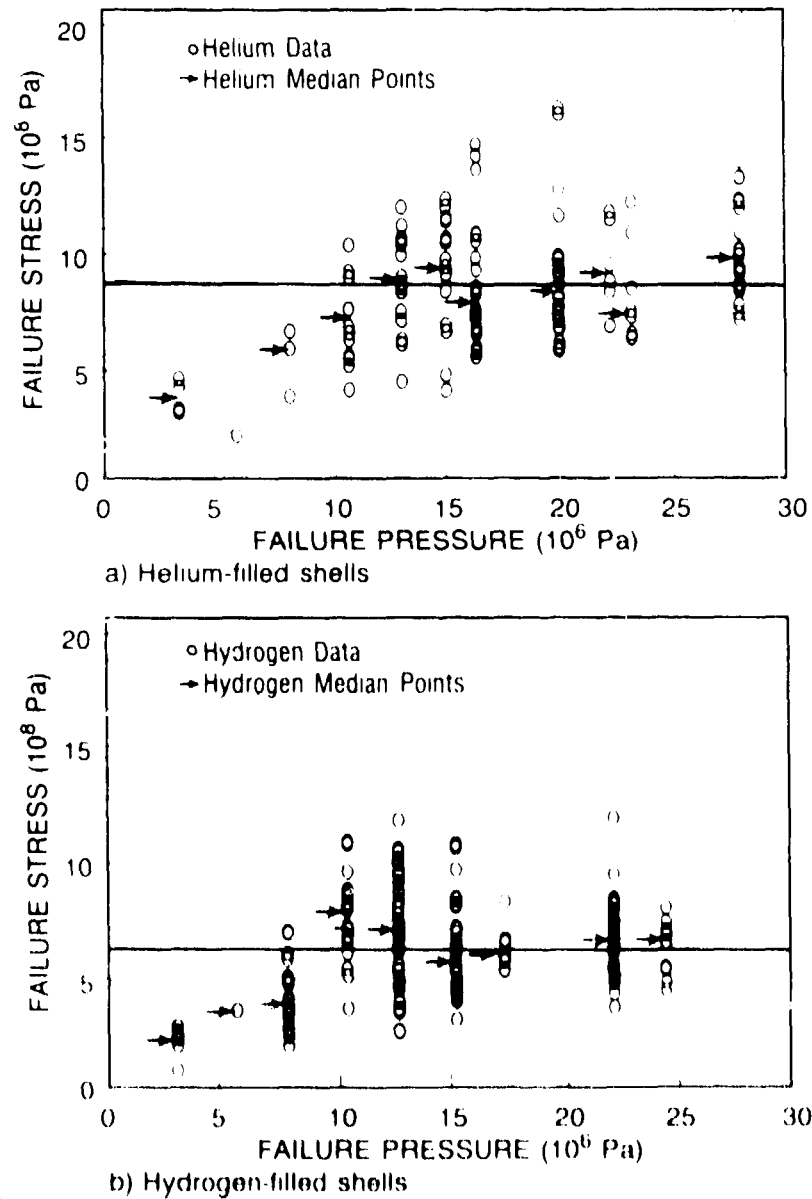 20
15
10
5
0
FAILURE STRESS (10⁸ Pa)
o Helium Data
→ Helium Median Points
0 5 10 15 20 25 30
FAILURE PRESSURE (10⁶ Pa)
a) Helium-filled shells
20
15
10
5
0
FAILURE STRESS (10⁸ Pa)
o Hydrogen Data
→ Hydrogen Median Points
0 5 10 15 20 25 30
FAILURE PRESSURE (10⁶ Pa)
b) Hydrogen-filled shells